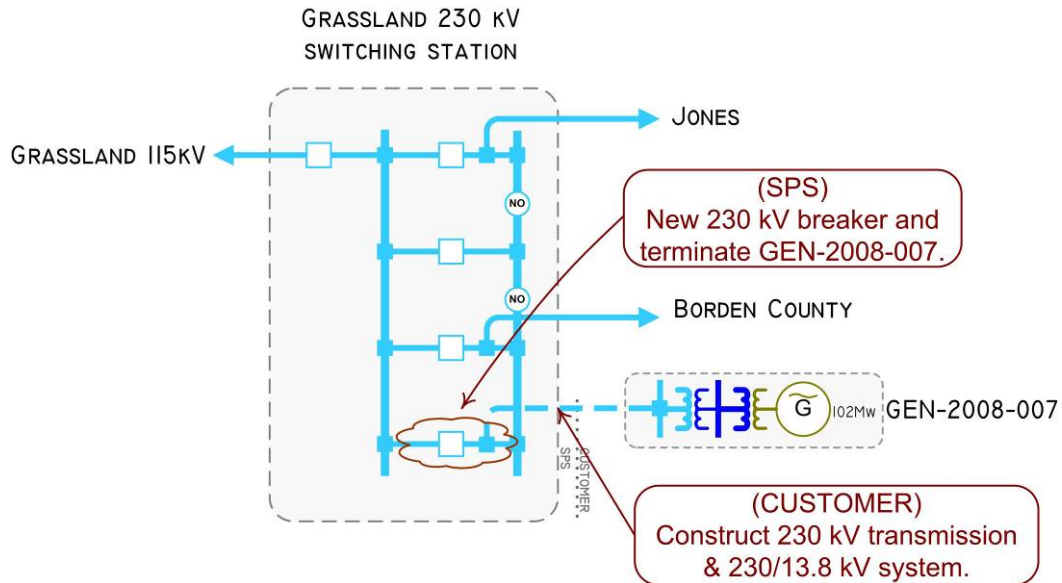 GRASSLAND 230 KV
SWITCHING STATION
JONES
GRASSLAND 115KV
(SPS)
New 230 kV breaker and
terminate GEN-2008-007.
NO
NO
BORDEN COUNTY
G
102MW
GEN-2008-007
CUSTOMER
SPS
(CUSTOMER)
Construct 230 kV transmission
& 230/13.8 kV system.